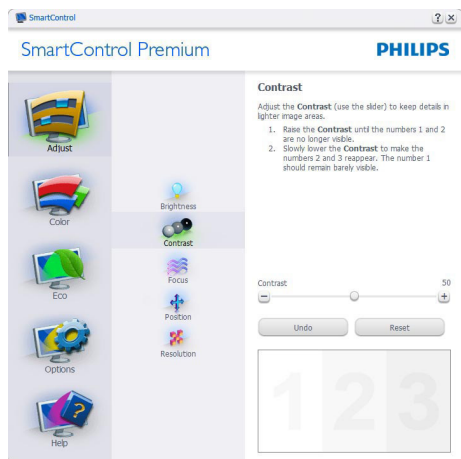 SmartControl
SmartControl Premium
PHILIPS
Adjust
Color
Eco
Options
Help
Brightness
Contrast
Focus
Position
Resolution
Contrast
Adjust the Contrast (use the slider) to keep details in
lighter image areas.
1. Raise the Contrast until the numbers 1 and 2
are no longer visible.
2. Slowly lower the Contrast to make the
numbers 2 and 3 reappear. The number 1
should remain barely visible.
Contrast 50
Undo Reset
1 2 3